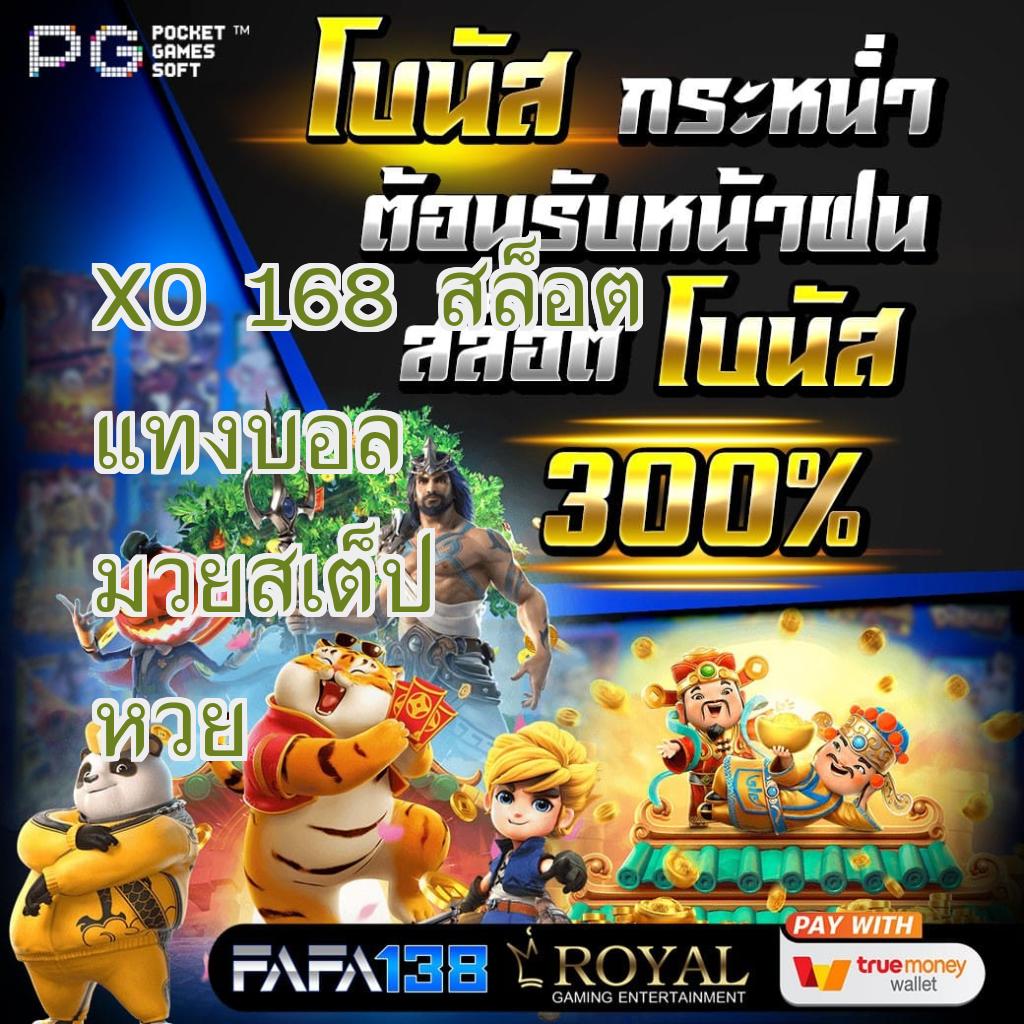 PG POCKET GAMES SOFT™
โบนัส กระหน่ำ
ต้อนรับหน้าฝน
XO 168 สล็อต
สล็อต โบนัส
แทงบอล
300%
มวยสเต็ป
หวย
FAFA138
ROYAL
GAMING ENTERTAINMENT
PAY WITH
truemoney
wallet